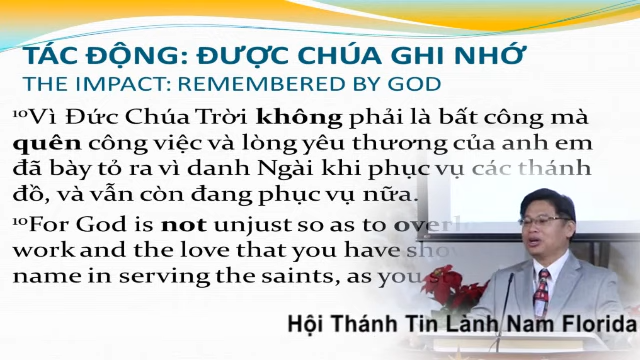 TÁC ĐỘNG: ĐƯỢC CHÚA GHI NHỚ
THE IMPACT: REMEMBERED BY GOD
¹⁰Vì Đức Chúa Trời không phải là bất công mà
quên công việc và lòng yêu thương của anh em
đã bày tỏ ra vì danh Ngài khi phục vụ các thánh
đồ, và vẫn còn đang phục vụ nữa.
¹⁰For God is not unjust so as to
work and the love that you have
name in serving the saints, as you
Hội Thánh Tin Lành Nam Florida